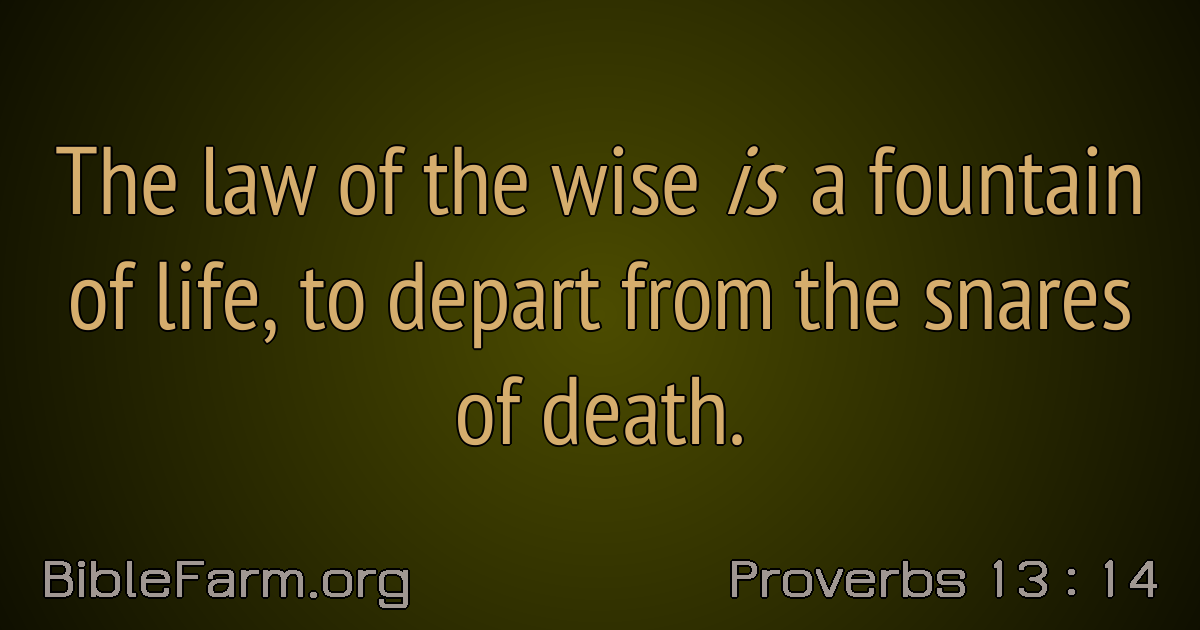 The law of the wise is a fountain
of life, to depart from the snares
of death.
BibleFarm.org
Proverbs 13:14